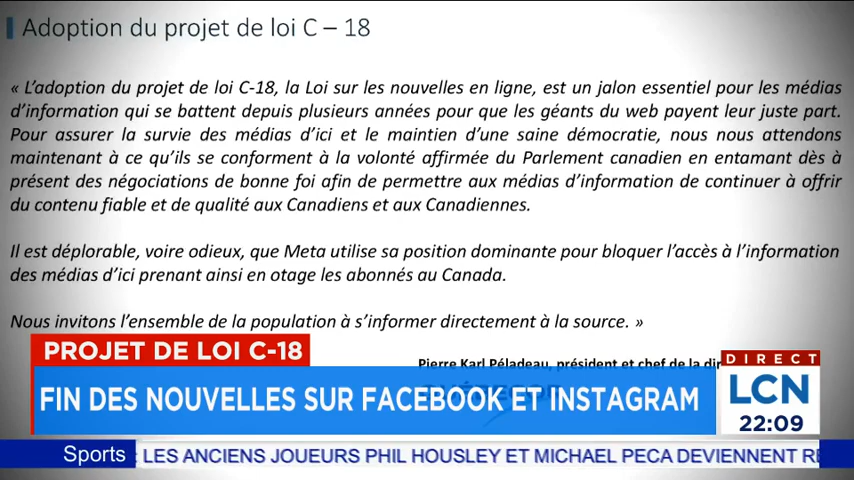 Adoption du projet de loi C – 18
« L’adoption du projet de loi C-18, la Loi sur les nouvelles en ligne, est un jalon essentiel pour les médias
d’information qui se battent depuis plusieurs années pour que les géants du web payent leur juste part.
Pour assurer la survie des médias d’ici et le maintien d’une saine démocratie, nous nous attendons
maintenant à ce qu’ils se conforment à la volonté affirmée du Parlement canadien en entamant dès à
présent des négociations de bonne foi afin de permettre aux médias d’information de continuer à offrir
du contenu fiable et de qualité aux Canadiens et aux Canadiennes.
Il est déplorable, voire odieux, que Meta utilise sa position dominante pour bloquer l’accès à l’information
des médias d’ici prenant ainsi en otage les abonnés au Canada.
Nous invitons l’ensemble de la population à s’informer directement à la source. »
Pierre Karl Péladeau, président et chef de la
PROJET DE LOI C-18
FIN DES NOUVELLES SUR FACEBOOK ET INSTAGRAM
DIRECT
LCN
22:09
Sports : LES ANCIENS JOUEURS PHIL HOUSLEY ET MICHAEL PECA DEVIENNENT